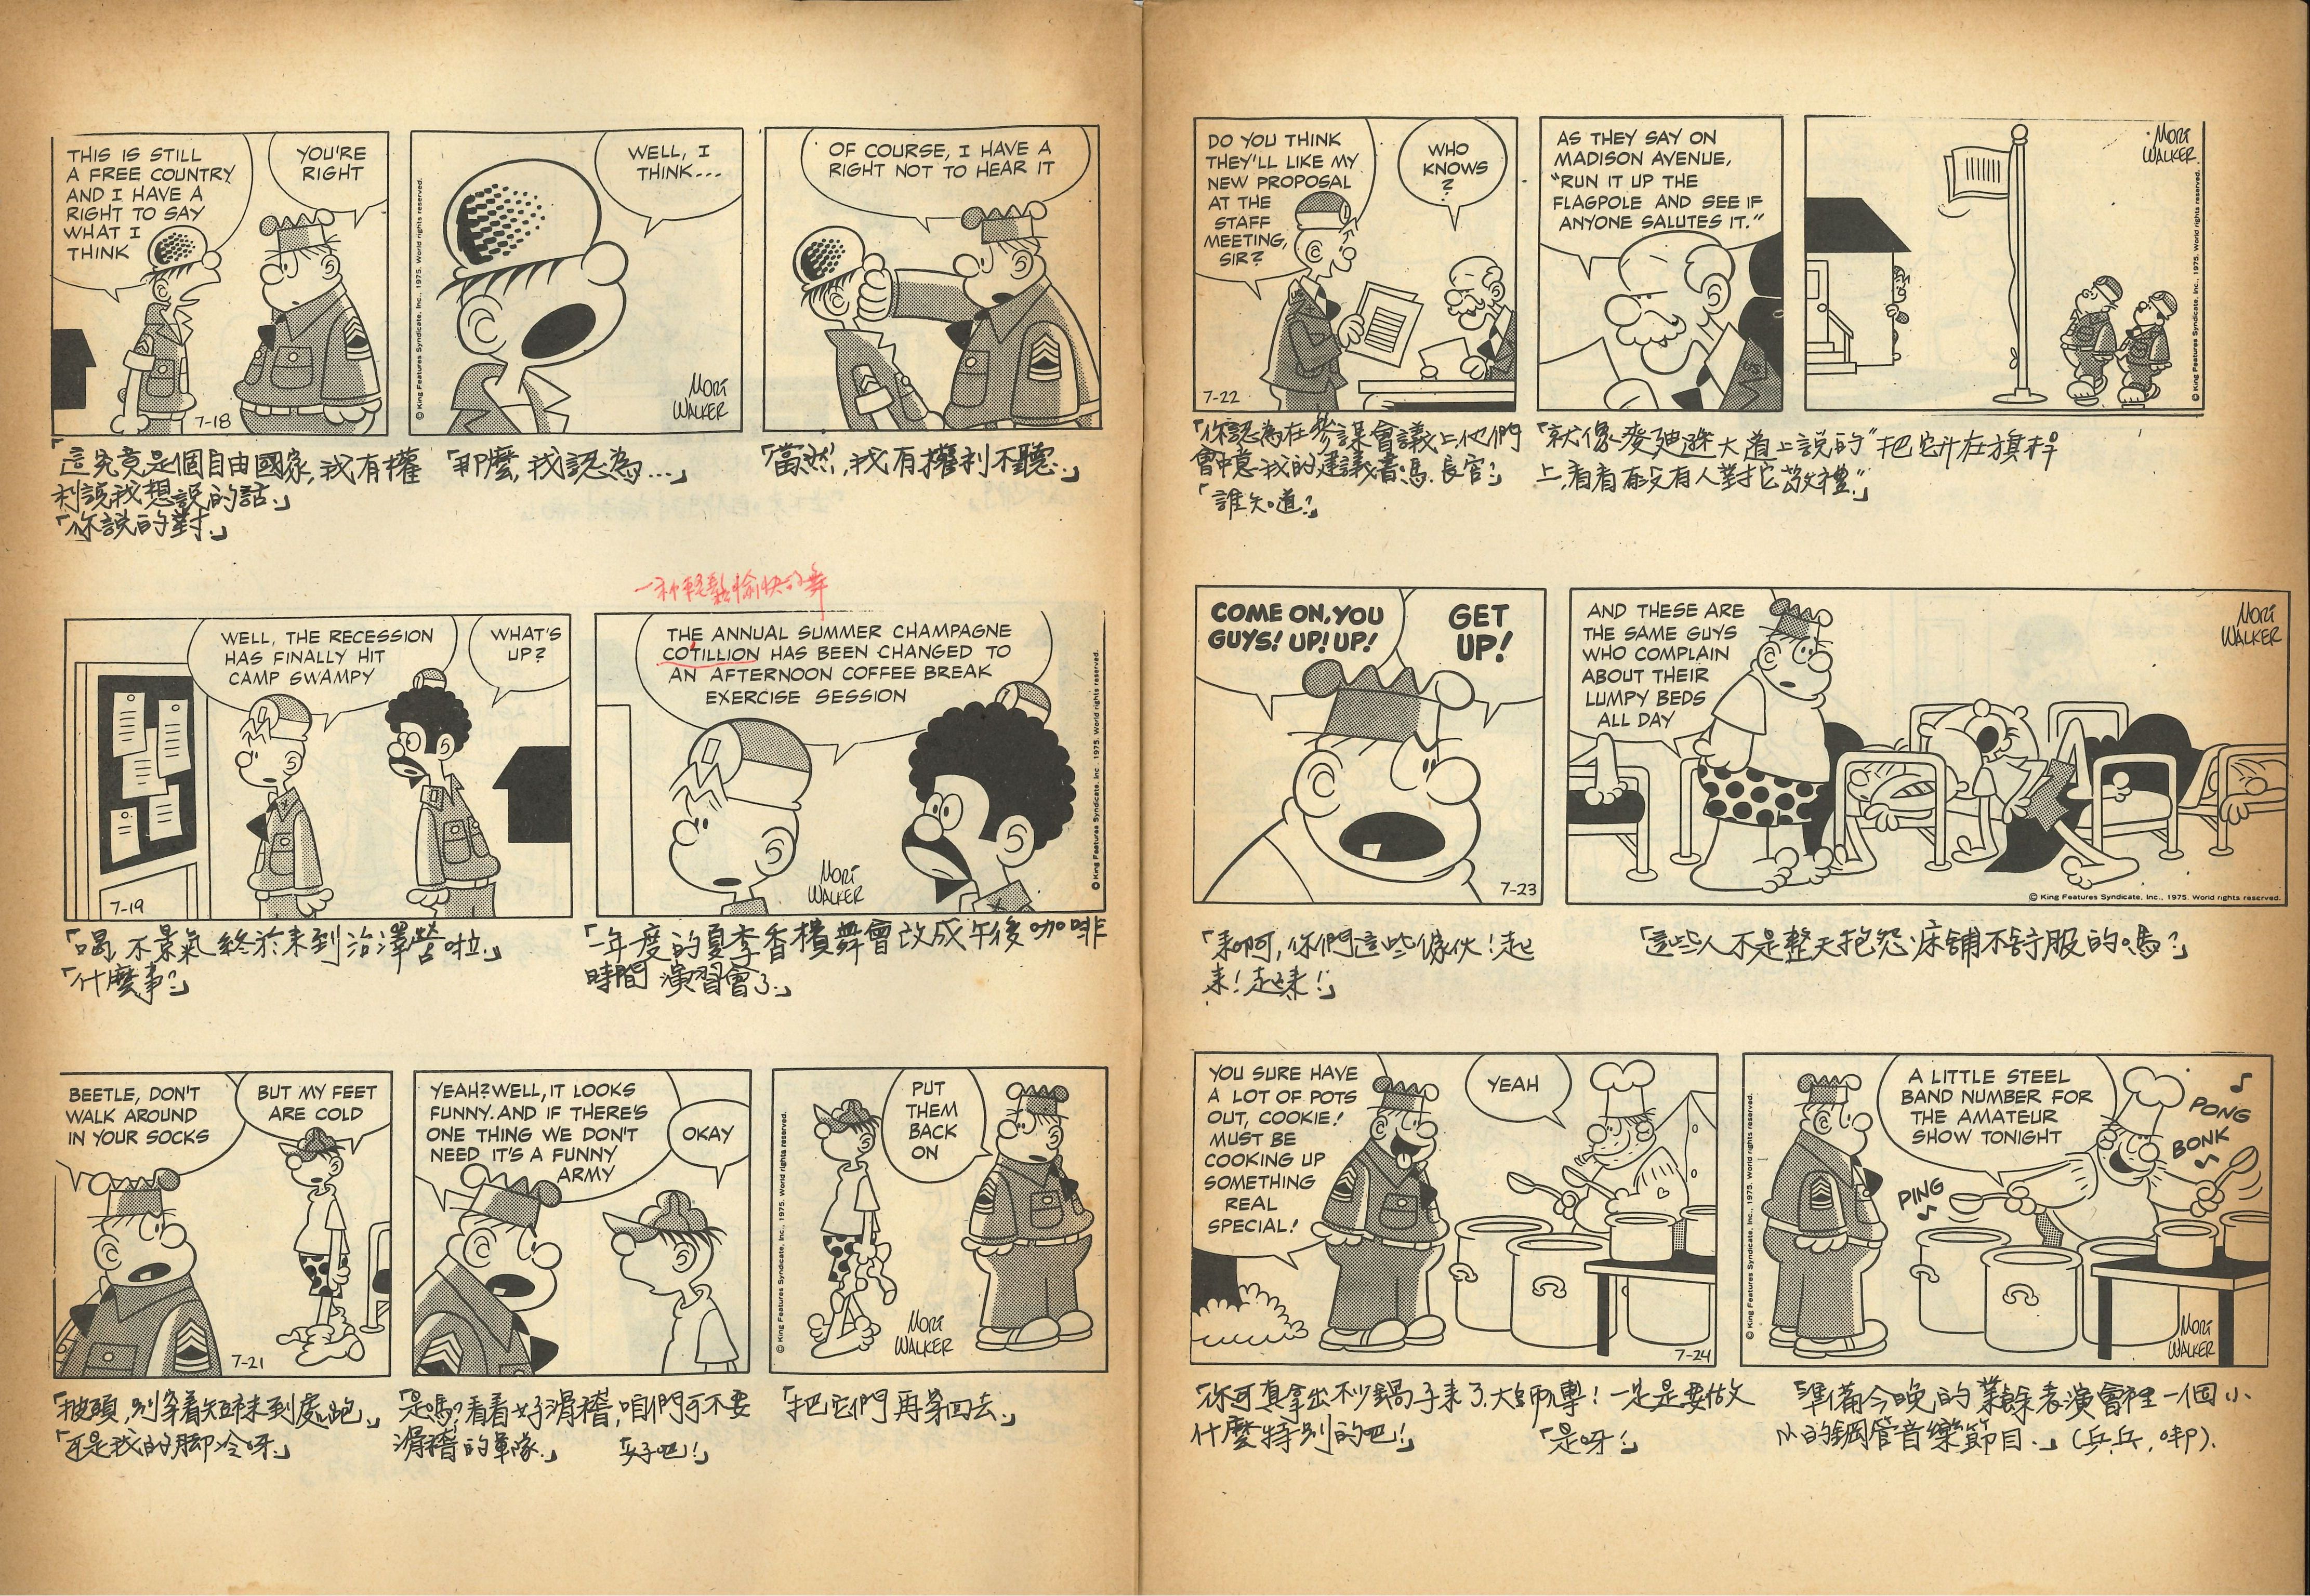 THIS IS STILL
A FREE COUNTRY
AND I HAVE A
RIGHT TO SAY
WHAT I
THINK
YOU'RE
RIGHT
7-18
WELL, I
THINK...
© King Features Syndicate, Inc., 1975. World rights reserved.
MORT
WALKER
OF COURSE, I HAVE A
RIGHT NOT TO HEAR IT
「這究竟是個自由國家,我有權
利說我想說的話.」
「你說的對.」
「那麼,我認為...」
「當然,我有權利不聽.」
一種輕鬆愉快的舞
WELL, THE RECESSION
HAS FINALLY HIT
CAMP SWAMPY
WHAT'S
UP?
7-19
THE ANNUAL SUMMER CHAMPAGNE
COTILLION HAS BEEN CHANGED TO
AN AFTERNOON COFFEE BREAK
EXERCISE SESSION
MORT
WALKER
© King Features Syndicate, Inc., 1975. World rights reserved.
「喝,不景氣終於來到沼澤營啦.」
「什麼事?」
「一年度的夏季香檳舞會改成午後咖啡
時間演習會了.」
BEETLE, DON'T
WALK AROUND
IN YOUR SOCKS
BUT MY FEET
ARE COLD
7-21
YEAH? WELL, IT LOOKS
FUNNY. AND IF THERE'S
ONE THING WE DON'T
NEED IT'S A FUNNY
ARMY
OKAY
PUT
THEM
BACK
ON
© King Features Syndicate, Inc., 1975. World rights reserved.
MORT
WALKER
「披頭,別穿着短襪到處跑.」
「可是我的脚冷呀.」
「是嗎?看着好滑稽,咱們可不要
滑稽的軍隊.」
「好吧!」
「把它們再穿回去.」
DO YOU THINK
THEY'LL LIKE MY
NEW PROPOSAL
AT THE
STAFF
MEETING,
SIR?
WHO
KNOWS
?
7-22
AS THEY SAY ON
MADISON AVENUE,
"RUN IT UP THE
FLAGPOLE AND SEE IF
ANYONE SALUTES IT."
MORT
WALKER
© King Features Syndicate, Inc., 1975. World rights reserved.
「你認為在參謀會議上他們
會中意我的建議書嗎,長官?」
「誰知道?」
「就像麥廸遜大道上說的"把它升在旗桿
上,看看有沒有人對它敬禮."」
COME ON, YOU
GUYS! UP! UP!
GET
UP!
7-23
AND THESE ARE
THE SAME GUYS
WHO COMPLAIN
ABOUT THEIR
LUMPY BEDS
ALL DAY
MORT
WALKER
© King Features Syndicate, Inc., 1975. World rights reserved.
「來啊,你們這些傢伙!起
來!起來!」
「這些人不是整天抱怨床舖不舒服的嗎?」
YOU SURE HAVE
A LOT OF POTS
OUT, COOKIE!
MUST BE
COOKING UP
SOMETHING
REAL
SPECIAL!
YEAH
7-24
A LITTLE STEEL
BAND NUMBER FOR
THE AMATEUR
SHOW TONIGHT
PING
PONG
BONK
© King Features Syndicate, Inc., 1975. World rights reserved.
MORT
WALKER
「你可真拿出不少鍋子來了,大師傅!一定是要做
什麼特別的吧!」
「是呀!」
「準備今晚的業餘表演會裡一個小
小的鋼管音樂節目.」(乒,乓,咔).